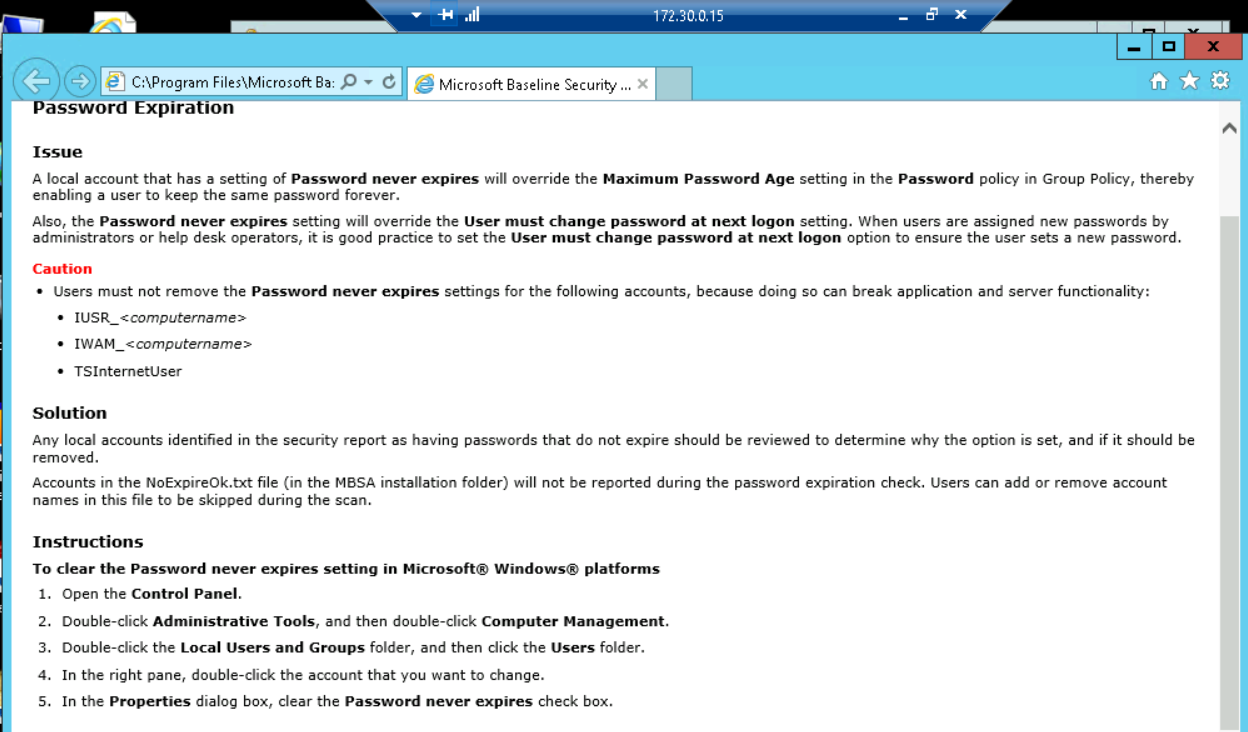 172.30.0.15
C:\Program Files\Microsoft Ba:
Microsoft Baseline Security ...
Password Expiration
Issue
A local account that has a setting of Password never expires will override the Maximum Password Age setting in the Password policy in Group Policy, thereby
enabling a user to keep the same password forever.
Also, the Password never expires setting will override the User must change password at next logon setting. When users are assigned new passwords by
administrators or help desk operators, it is good practice to set the User must change password at next logon option to ensure the user sets a new password.
Caution
• Users must not remove the Password never expires settings for the following accounts, because doing so can break application and server functionality:
• IUSR_<computername>
• IWAM_<computername>
• TSInternetUser
Solution
Any local accounts identified in the security report as having passwords that do not expire should be reviewed to determine why the option is set, and if it should be
removed.
Accounts in the NoExpireOk.txt file (in the MBSA installation folder) will not be reported during the password expiration check. Users can add or remove account
names in this file to be skipped during the scan.
Instructions
To clear the Password never expires setting in Microsoft® Windows® platforms
1. Open the Control Panel.
2. Double-click Administrative Tools, and then double-click Computer Management.
3. Double-click the Local Users and Groups folder, and then click the Users folder.
4. In the right pane, double-click the account that you want to change.
5. In the Properties dialog box, clear the Password never expires check box.